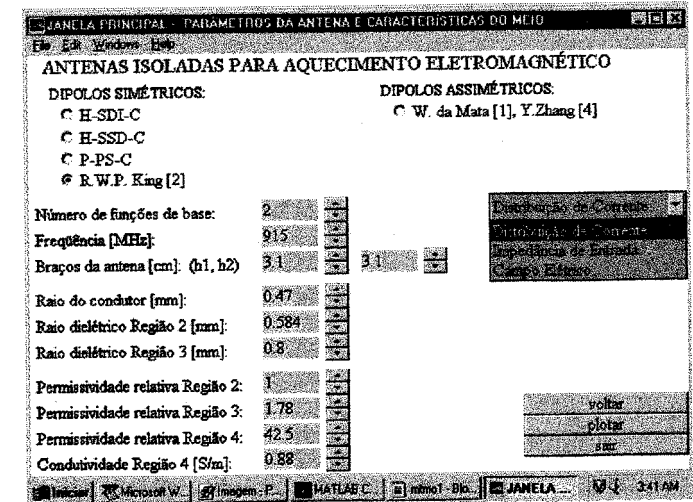 JANELA PRINCIPAL - PARAMETROS DA ANTENA E CARACTERÍSTICAS DO MEIO
File Edit Windows Help
ANTENAS ISOLADAS PARA AQUECIMENTO ELETROMAGNÉTICO
DIPOLOS SIMÉTRICOS:
DIPOLOS ASSIMÉTRICOS:
H-SDI-C
W. da Mata [1], Y.Zhang [4]
H-SSD-C
P-PS-C
R.W.P. King [2]
Número de funções de base: 2
Distribuição de Corrente
Freqüência [MHz]: 915
Distribuição de Corrente
Impedância de Entrada
Braços da antena [cm]: (h1, h2) 3.1 3.1
Campo Elétrico
Raio do condutor [mm]: 0.47
Raio dielétrico Região 2 [mm]: 0.584
Raio dielétrico Região 3 [mm]: 0.8
Permissividade relativa Região 2: 1
Permissividade relativa Região 3: 1.78
voltar
Permissividade relativa Região 4: 42.5
plotar
Condutividade Região 4 [S/m]: 0.88
sair
Iniciar Microsoft W... Imagem - P... MATLAB C... - Blo... JANELA ... 3:41 AM